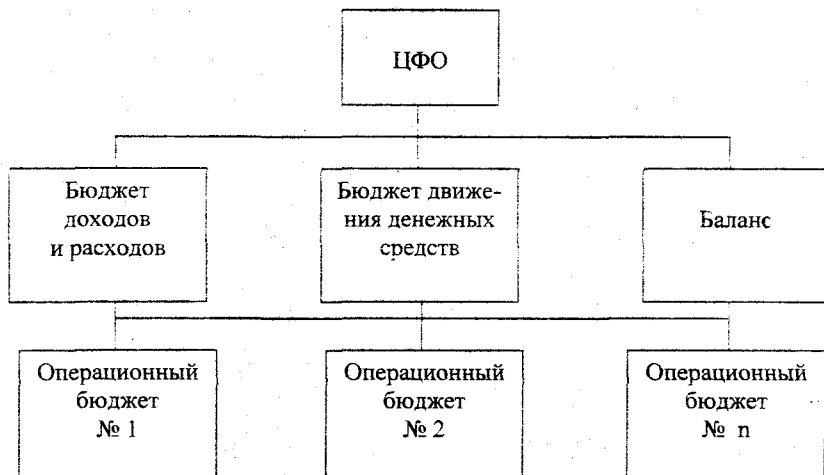 ЦФО
Бюджет
доходов
и расходов
Бюджет движе-
ния денежных
средств
Баланс
Операционный
бюджет
№ 1
Операционный
бюджет
№ 2
Операционный
бюджет
№ n